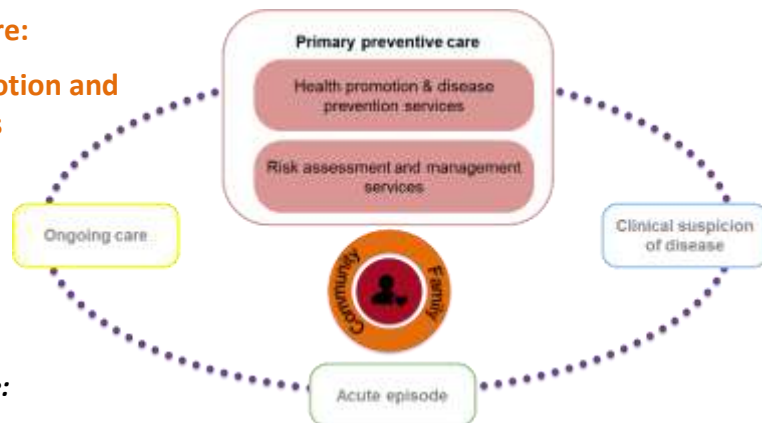 re:
ption and
s
Primary preventive care
Health promotion & disease
prevention services
Risk assessment and management
services
Ongoing care
Clinical suspicion
of disease
Community
Family
Acute episode
: